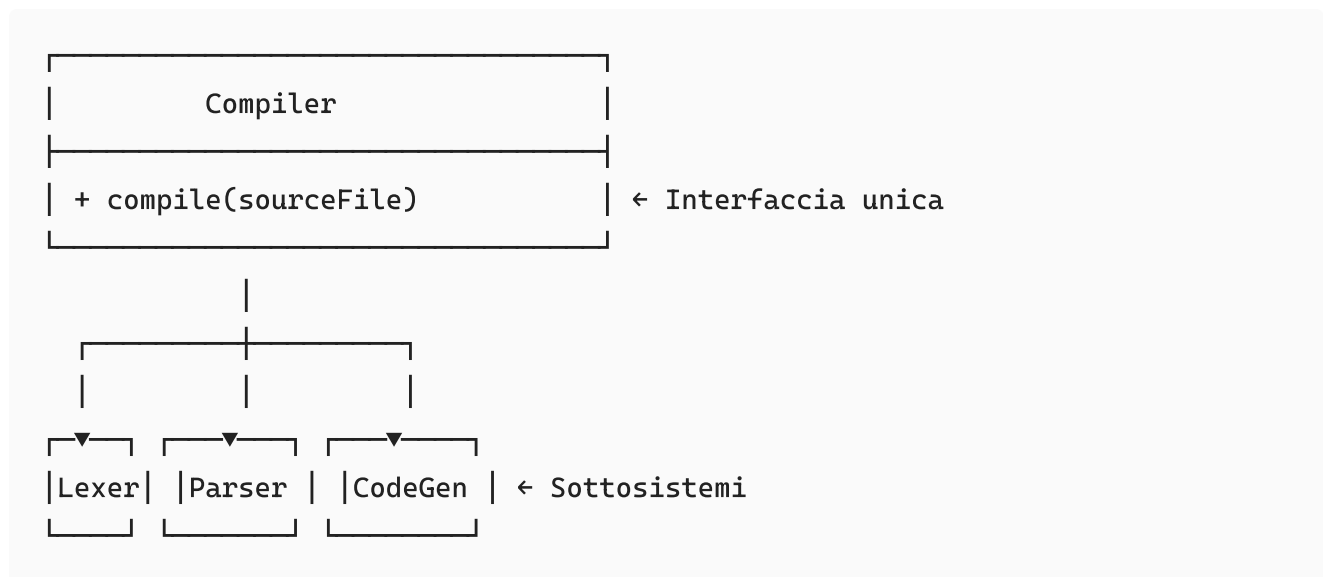 Compiler
+ compile(sourceFile) ← Interfaccia unica
Lexer Parser CodeGen ← Sottosistemi